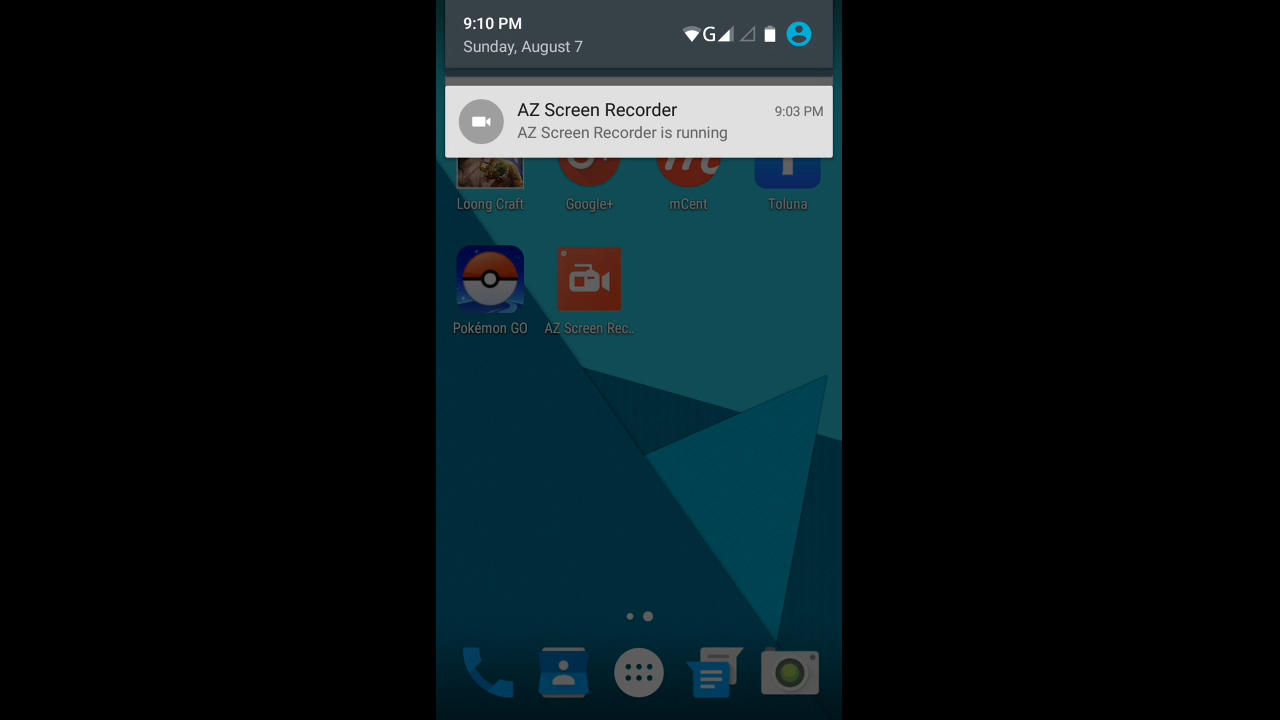 9:10 PM
Sunday, August 7
G
AZ Screen Recorder
9:03 PM
AZ Screen Recorder is running
Loong Craft
Google+
mCent
Toluna
Pokémon GO
AZ Screen Rec..